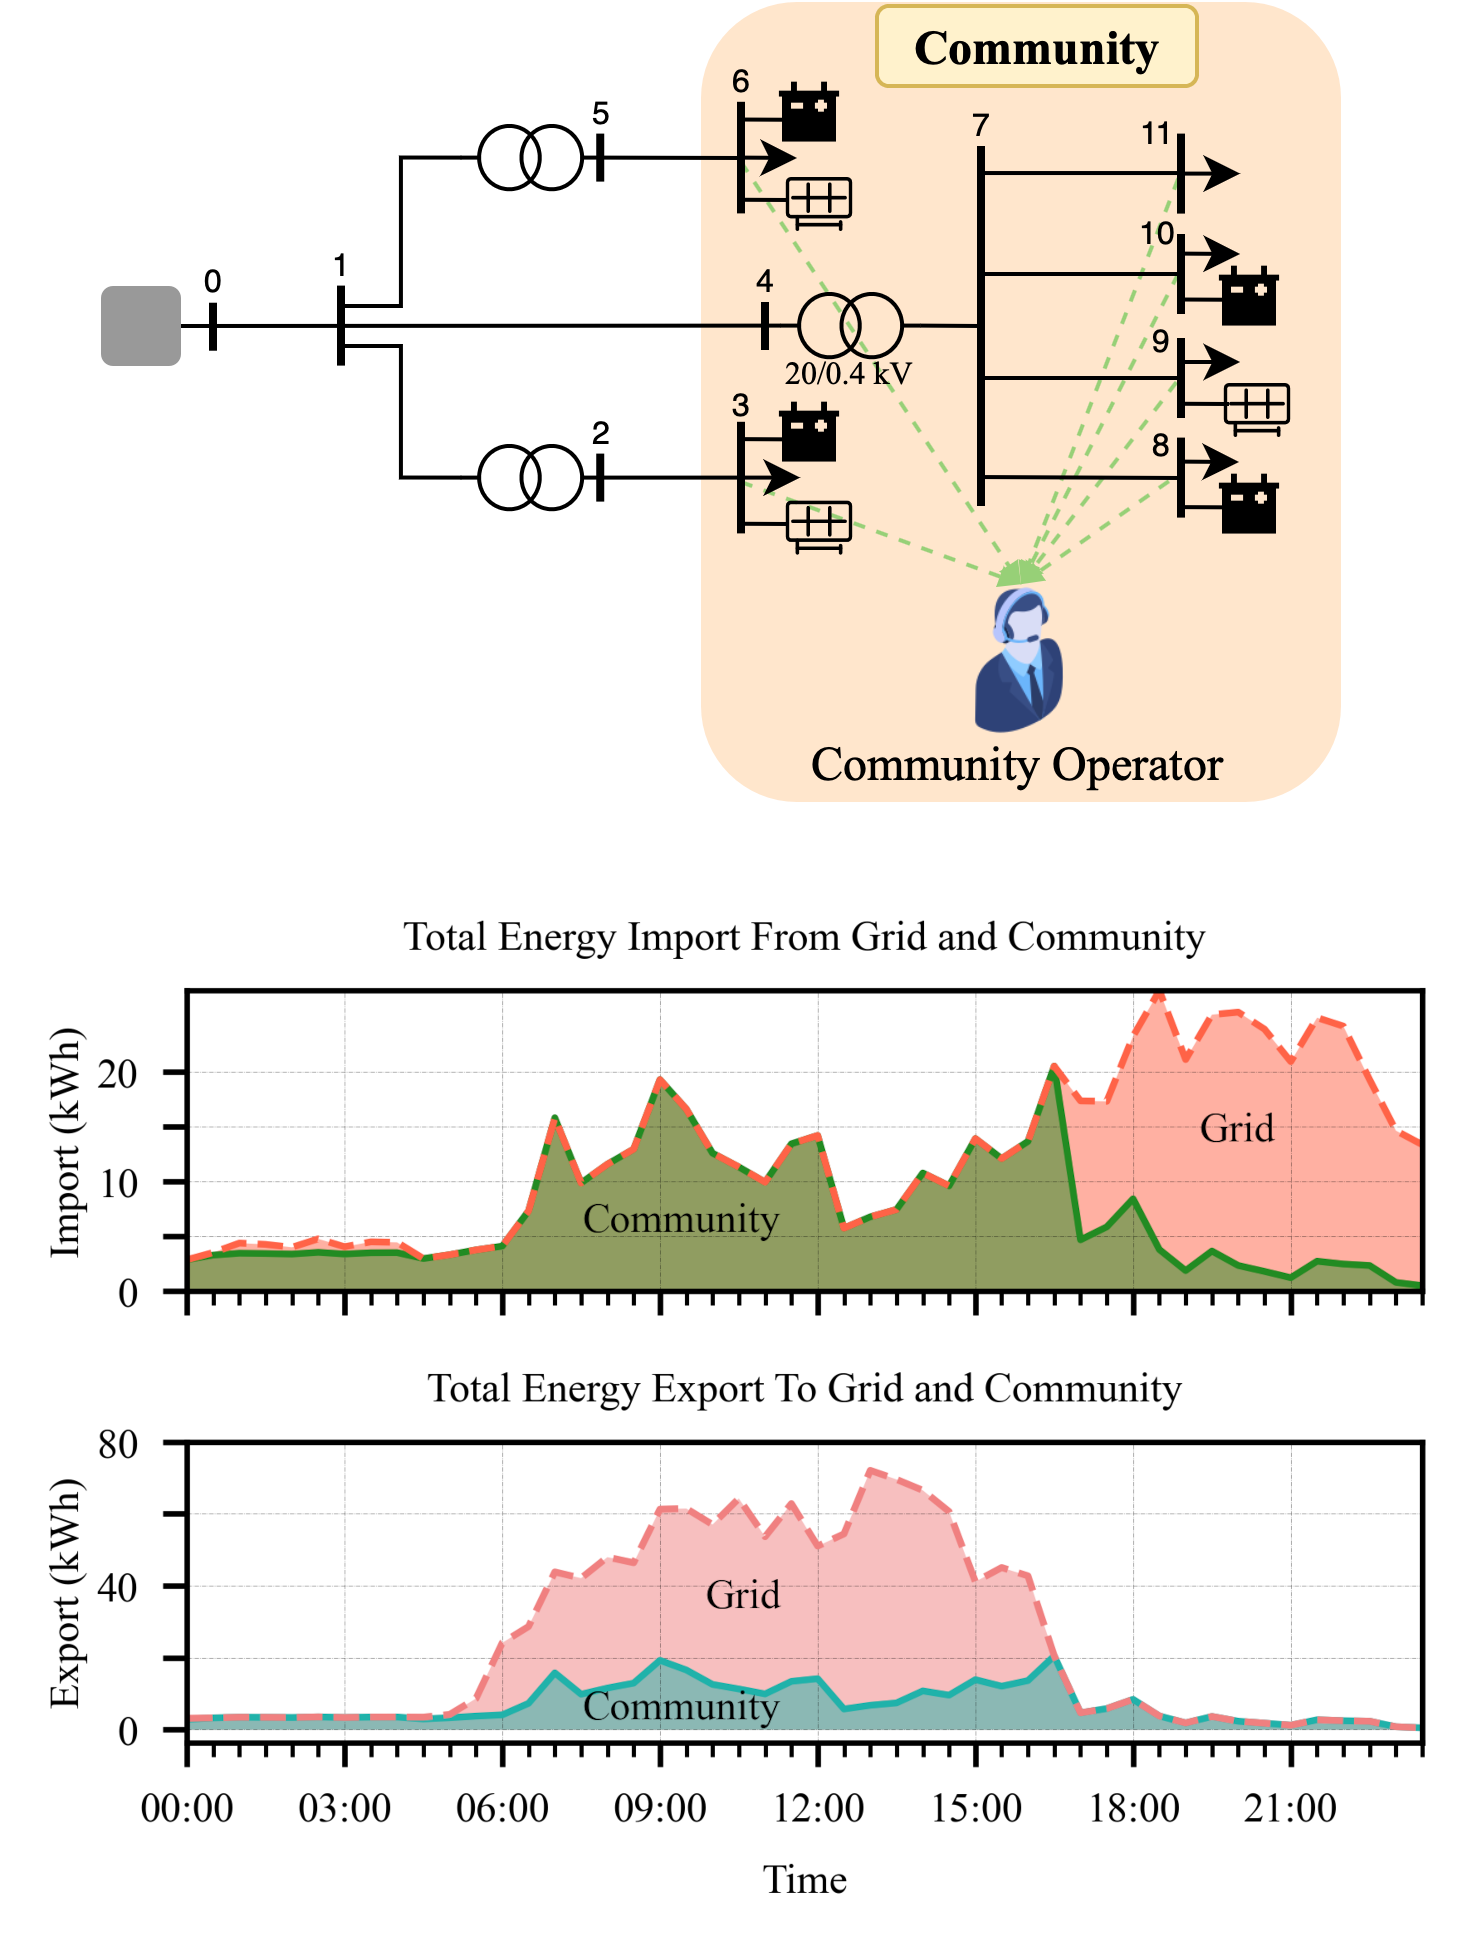 Community
6
5
7
11
10
1
0
4
9
20/0.4 kV
3
2
8
Community Operator
Total Energy Import From Grid and Community
Import (kWh)
20
10
0
Grid
Community
Total Energy Export To Grid and Community
Export (kWh)
80
40
0
Grid
Community
00:00 03:00 06:00 09:00 12:00 15:00 18:00 21:00
Time